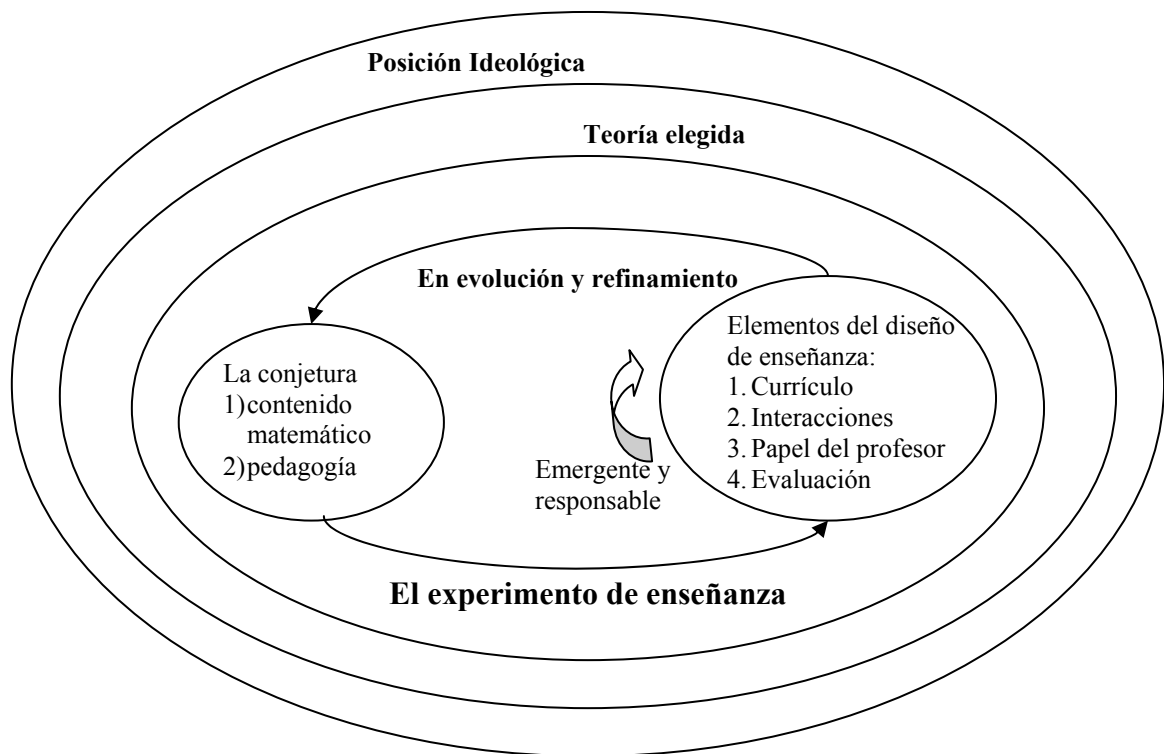 Posición Ideológica
Teoría elegida
En evolución y refinamiento
La conjetura
1)contenido
matemático
2)pedagogía
Elementos del diseño
de enseñanza:
1. Currículo
2. Interacciones
3. Papel del profesor
4. Evaluación
Emergente y
responsable
El experimento de enseñanza